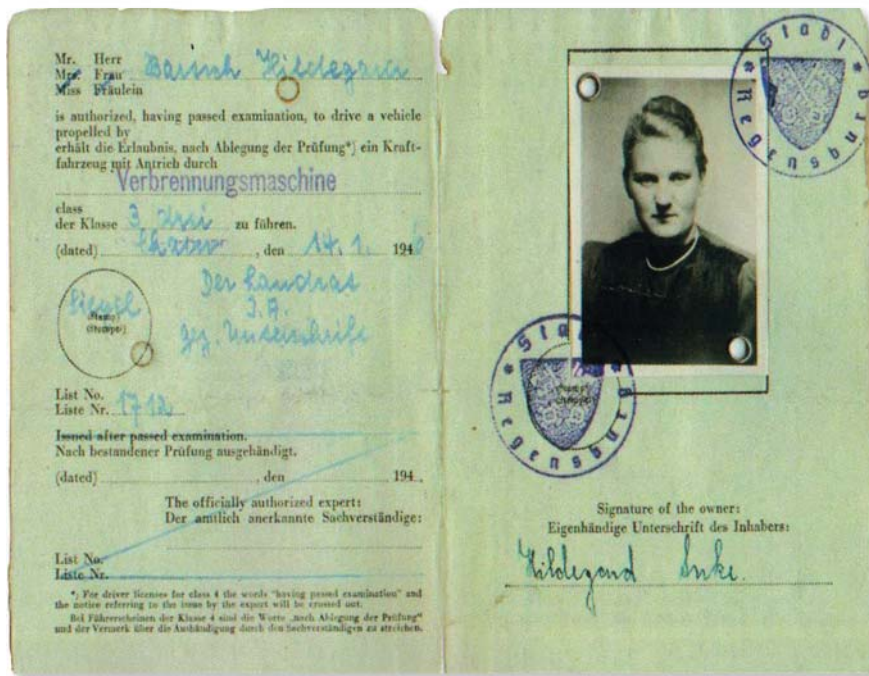 Mr. Herr
Mrs. Frau Hildegard
Miss Fräulein
is authorized, having passed examination, to drive a vehicle
propelled by
erhält die Erlaubnis, nach Ablegung der Prüfung*) ein Kraft-
fahrzeug mit Antrieb durch
Verbrennungsmaschine
class
der Klasse 3 drei zu führen.
(dated) , den 14. 1. 194
Siegel
(Stamp)
(Stempel)
Der Landrat
I. A.
gez. Unterschrift
List No.
Liste Nr. 1712
Issued after passed examination.
Nach bestandener Prüfung ausgehändigt.
(dated) , den 194
The officially authorized expert:
Der amtlich anerkannte Sachverständige:
List No.
Liste Nr.
*) For driver licenses for class 4 the words "having passed examination" and
the notice referring to the issue by the expert will be crossed out.
Bei Führerscheinen der Klasse 4 sind die Worte „nach Ablegung der Prüfung"
und der Vermerk über die Aushändigung durch den Sachverständigen zu streichen.
Stadt Regensburg
Stadt Regensburg
Signature of the owner:
Eigenhändige Unterschrift des Inhabers:
Hildegard